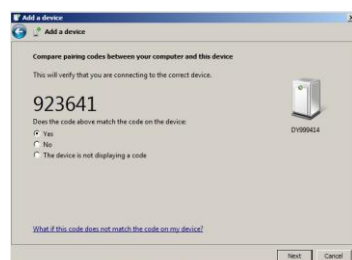 Add a device
Add a device
Compare pairing codes between your computer and this device
This will verify that you are connecting to the correct device.
923641
Does the code above match the code on the device:
Yes
No
The device is not displaying a code
DY999414
What if this code does not match the code on my device?
Next Cancel